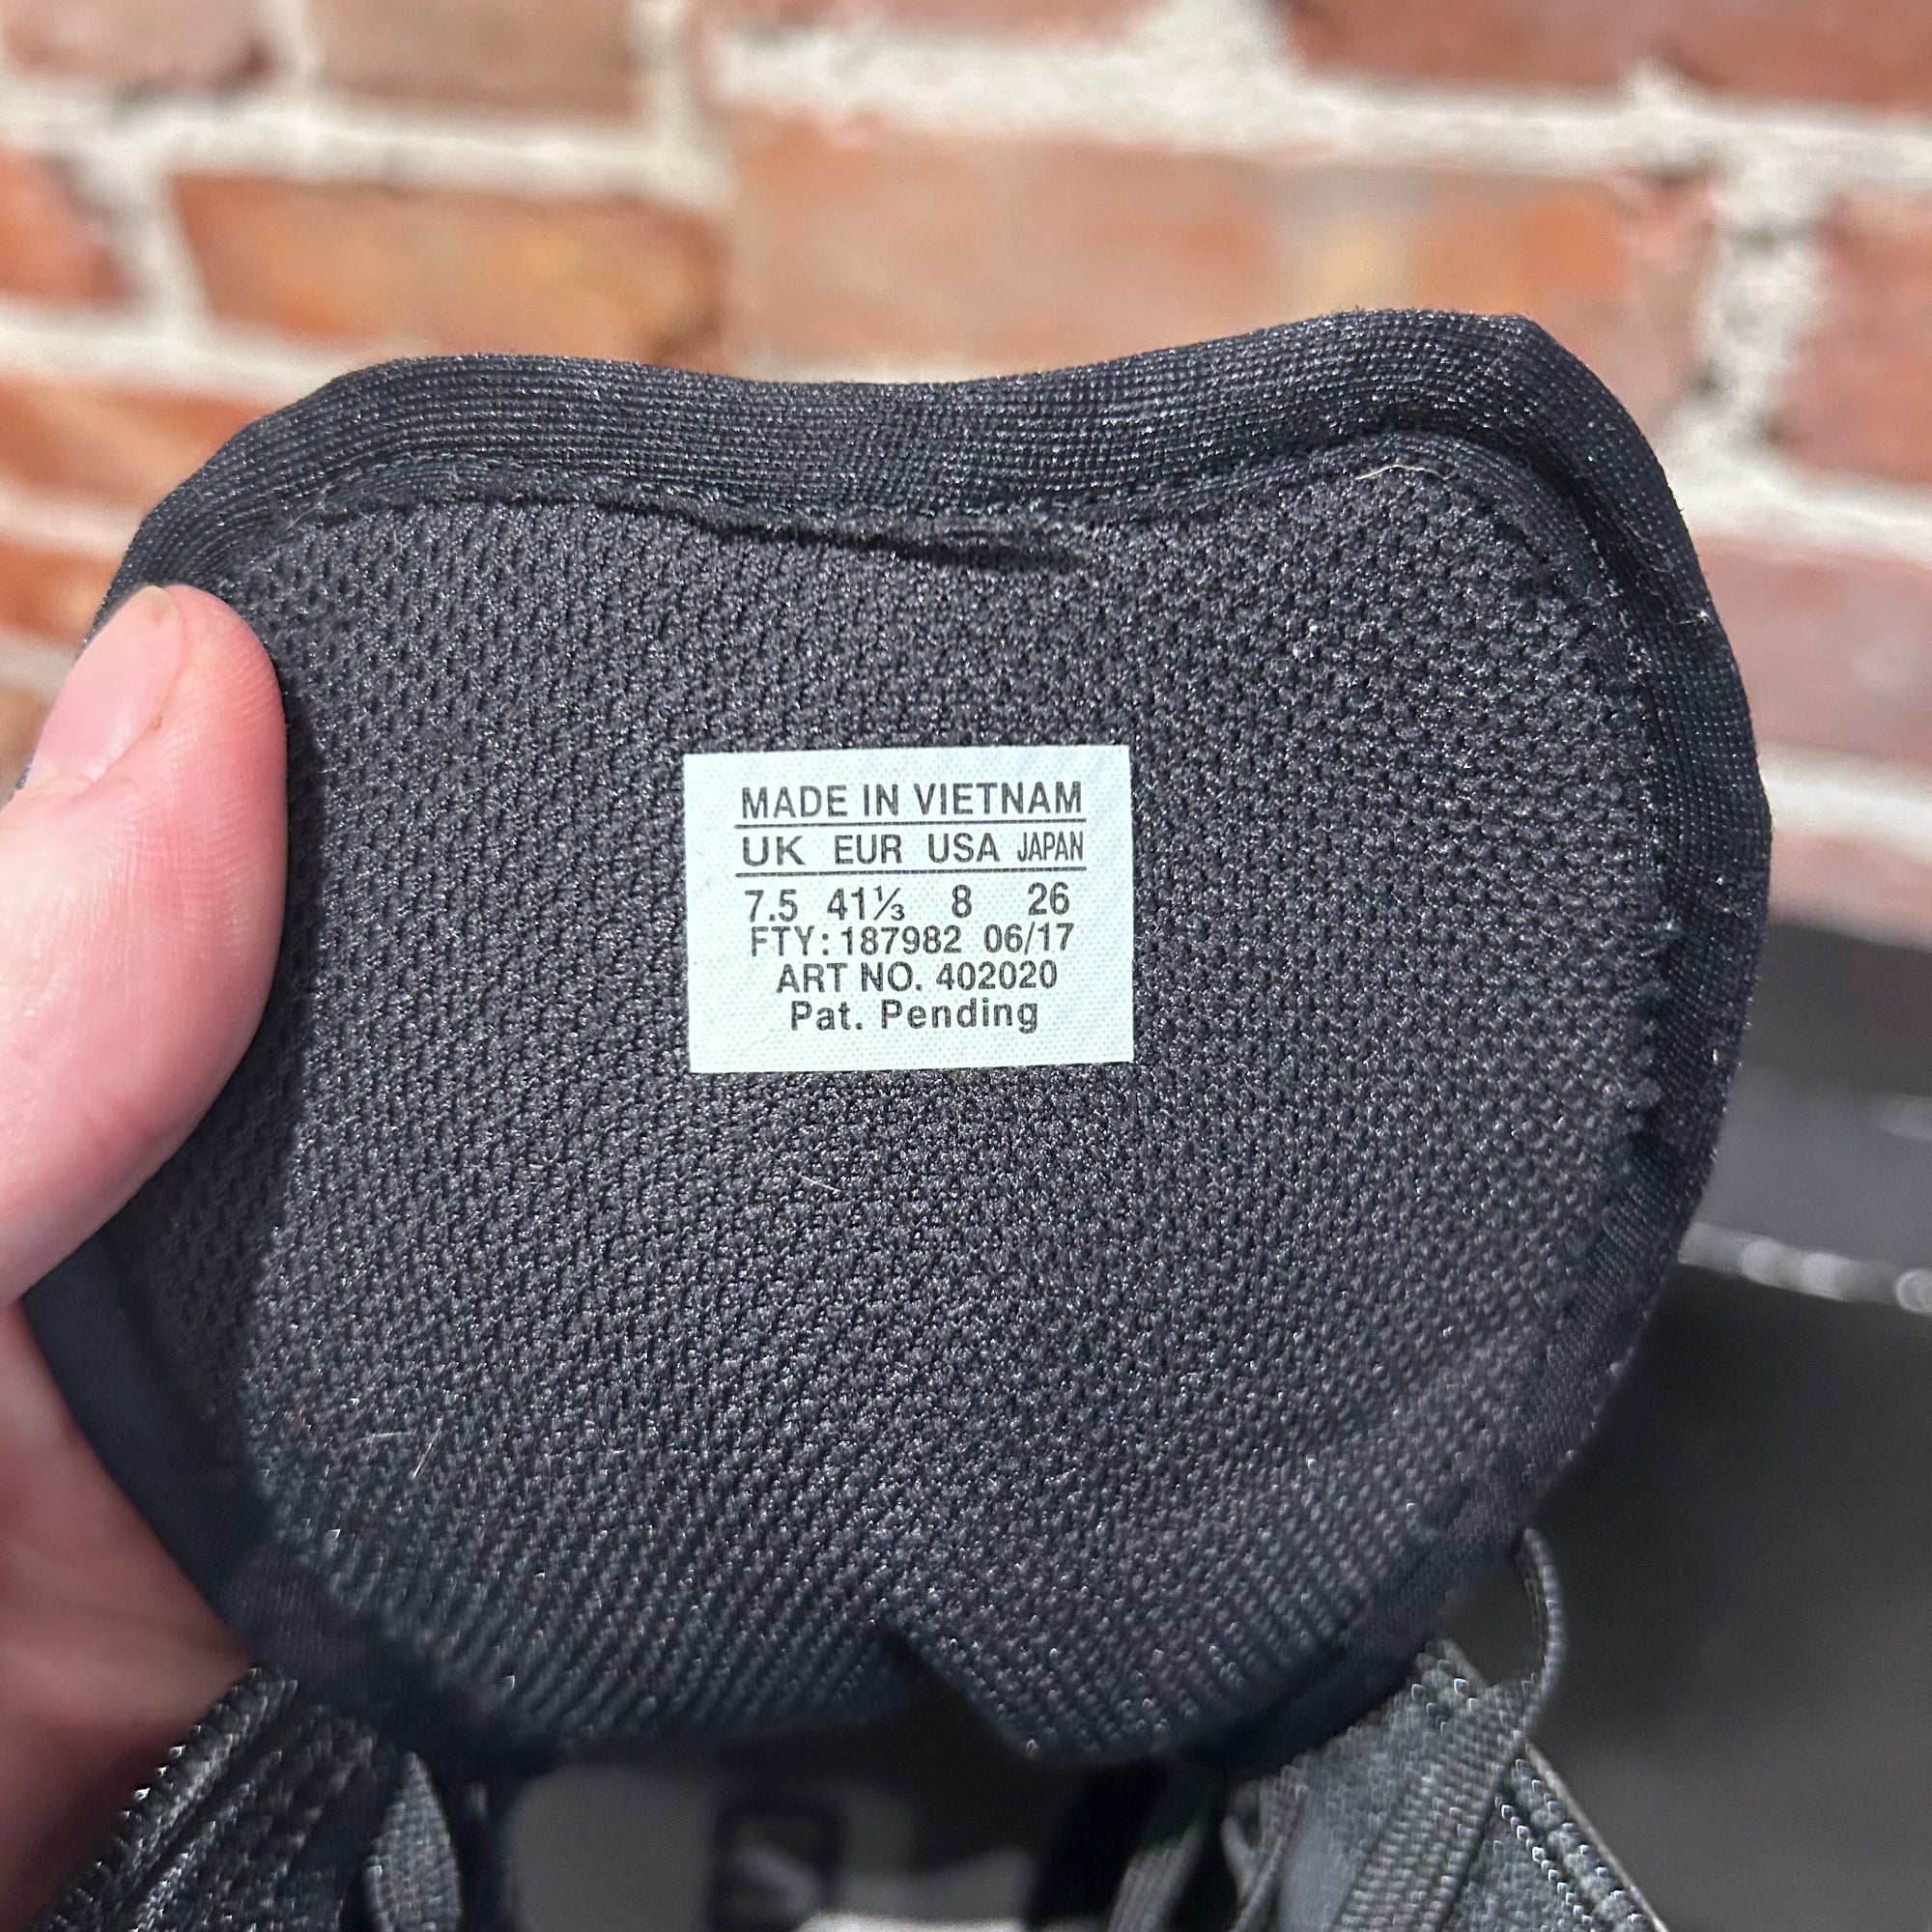 MADE IN VIETNAM
UK EUR USA JAPAN
7.5 41⅓ 8 26
FTY: 187982 06/17
ART NO. 402020
Pat. Pending